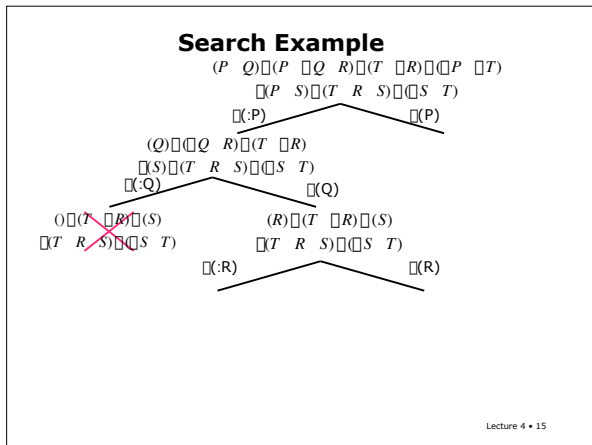 Search Example
(P Q)▯(P ▯Q R)▯(T ▯R)▯(▯P ▯T)
▯(P S)▯(T R S)▯(▯S T)
▯(:P) ▯(P)
(Q)▯(▯Q R)▯(T ▯R)
▯(S)▯(T R S)▯(▯S T)
▯(:Q) ▯(Q)
()▯(T ▯R)▯(S) (R)▯(T ▯R)▯(S)
▯(T R S)▯(▯S T) ▯(T R S)▯(▯S T)
▯(:R) ▯(R)
Lecture 4 • 15